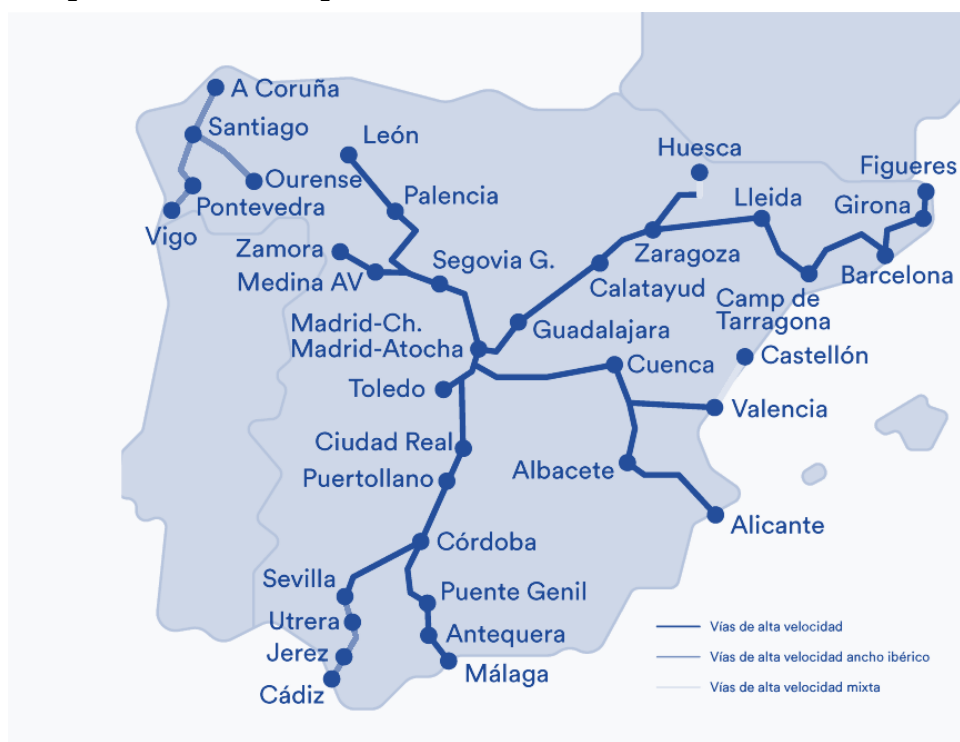 A Coruña
Santiago
León
Huesca
Figueres
Ourense
Palencia
Lleida
Girona
Pontevedra
Vigo
Zamora
Segovia G.
Zaragoza
Medina AV
Calatayud
Barcelona
Camp de
Tarragona
Madrid-Ch.
Madrid-Atocha
Guadalajara
Castellón
Toledo
Cuenca
Valencia
Ciudad Real
Puertollano
Albacete
Alicante
Córdoba
Sevilla
Puente Genil
Utrera
Antequera
Jerez
Málaga
Cádiz
Vías de alta velocidad
Vías de alta velocidad ancho ibérico
Vías de alta velocidad mixta